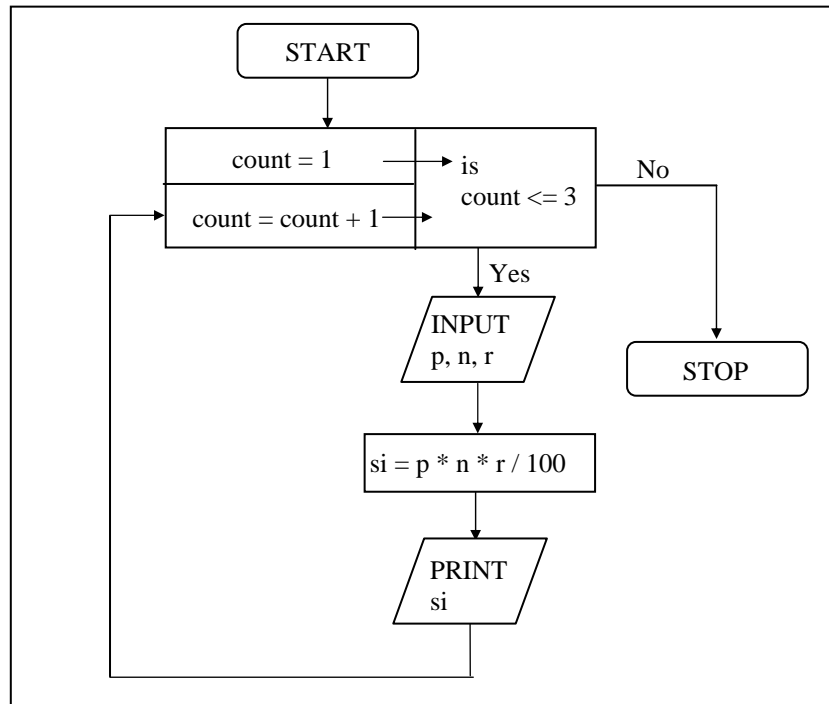 START
count = 1
is
count <= 3
count = count + 1
No
Yes
INPUT
p, n, r
STOP
si = p * n * r / 100
PRINT
si